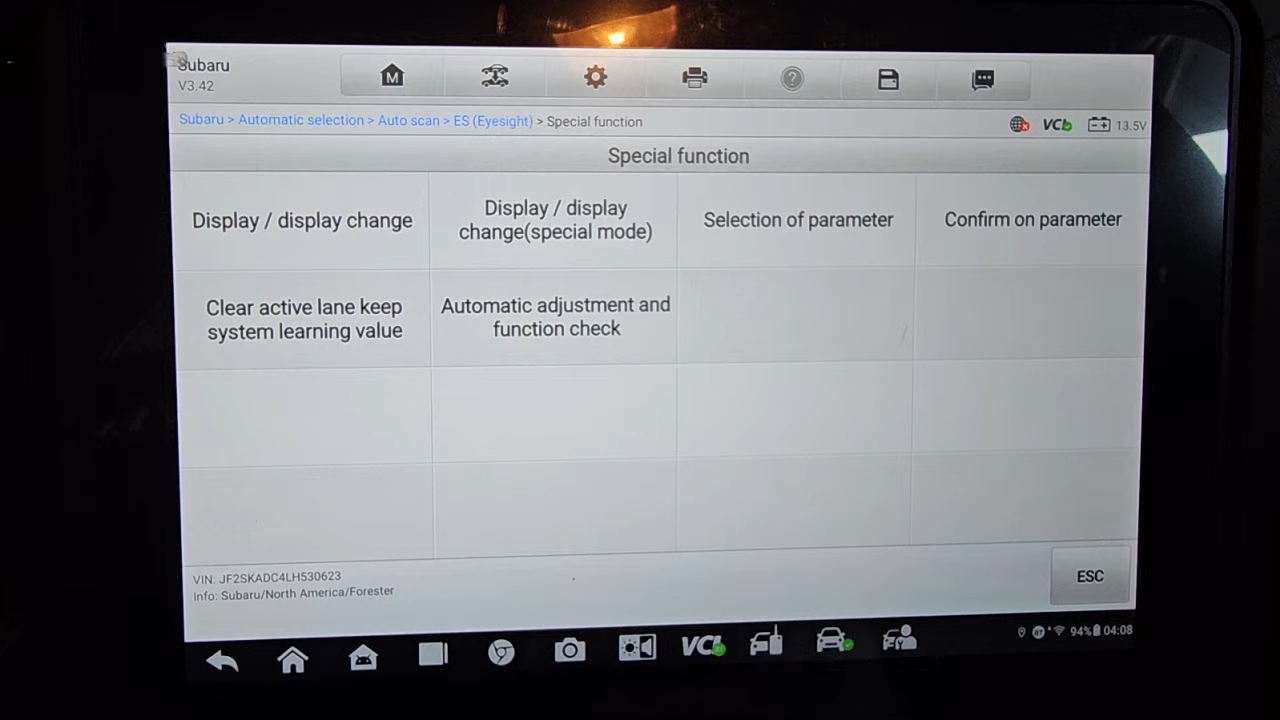 Subaru
V3.42
M
?
Subaru > Automatic selection > Auto scan > ES (Eyesight) > Special function
VCI
13.5V
Special function
Display / display change
Display / display
change(special mode)
Selection of parameter
Confirm on parameter
Clear active lane keep
system learning value
Automatic adjustment and
function check
VIN: JF2SKADC4LH530623
Info: Subaru/North America/Forester
ESC
VCI
BT
94%
04:08